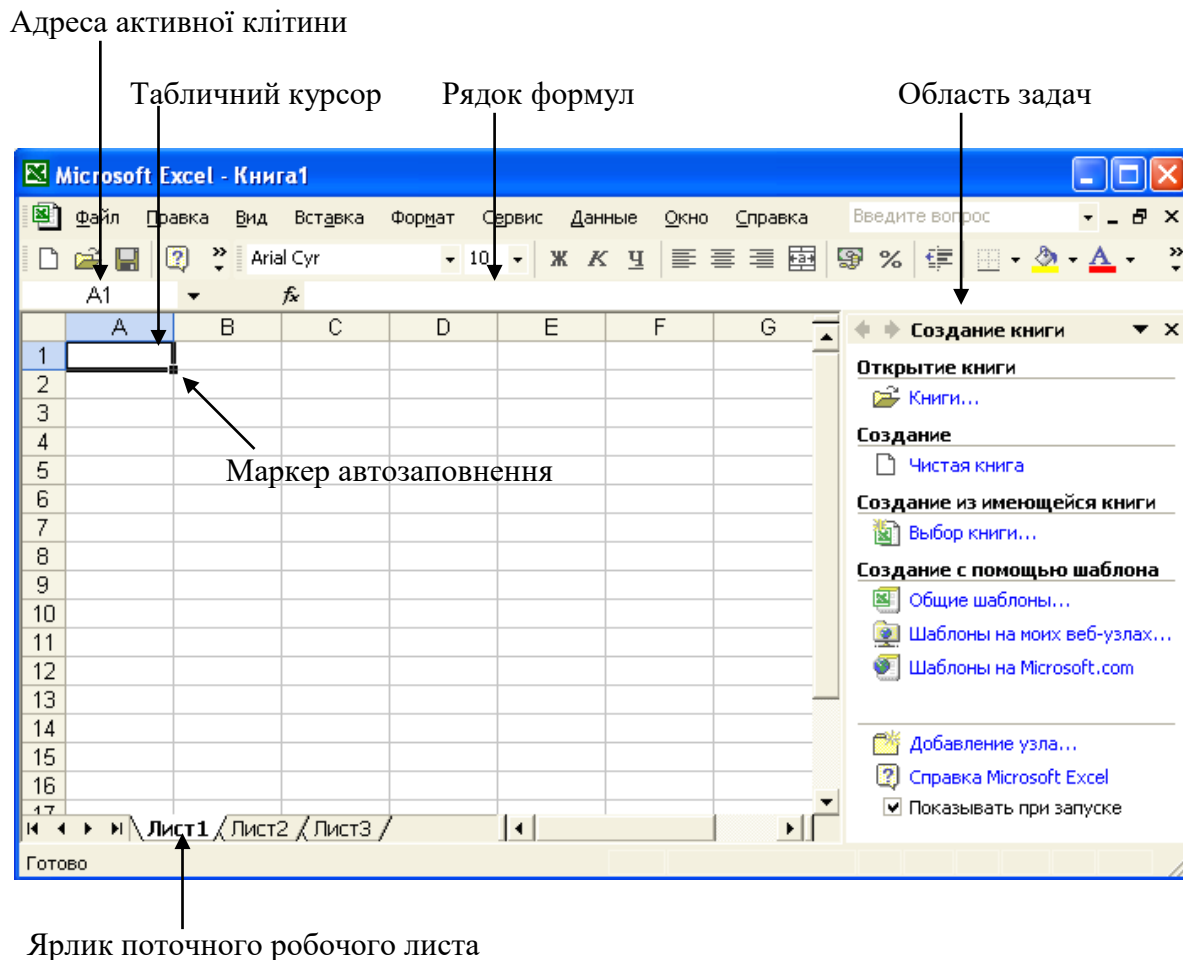 Адреса активної клітини
Табличний курсор Рядок формул Область задач
Microsoft Excel - Книга1
Файл Правка Вид Вставка Формат Сервис Данные Окно Справка Введите вопрос
Arial Cyr 10 Ж К Ч %
A1 fx
A B C D E F G
1
2
3
4
5
6
7
8
9
10
11
12
13
14
15
16
17
Маркер автозаповнення
Создание книги
Открытие книги
Книги...
Создание
Чистая книга
Создание из имеющейся книги
Выбор книги...
Создание с помощью шаблона
Общие шаблоны...
Шаблоны на моих веб-узлах...
Шаблоны на Microsoft.com
Добавление узла...
Справка Microsoft Excel
Показывать при запуске
Лист1 Лист2 Лист3
Готово
Ярлик поточного робочого листа